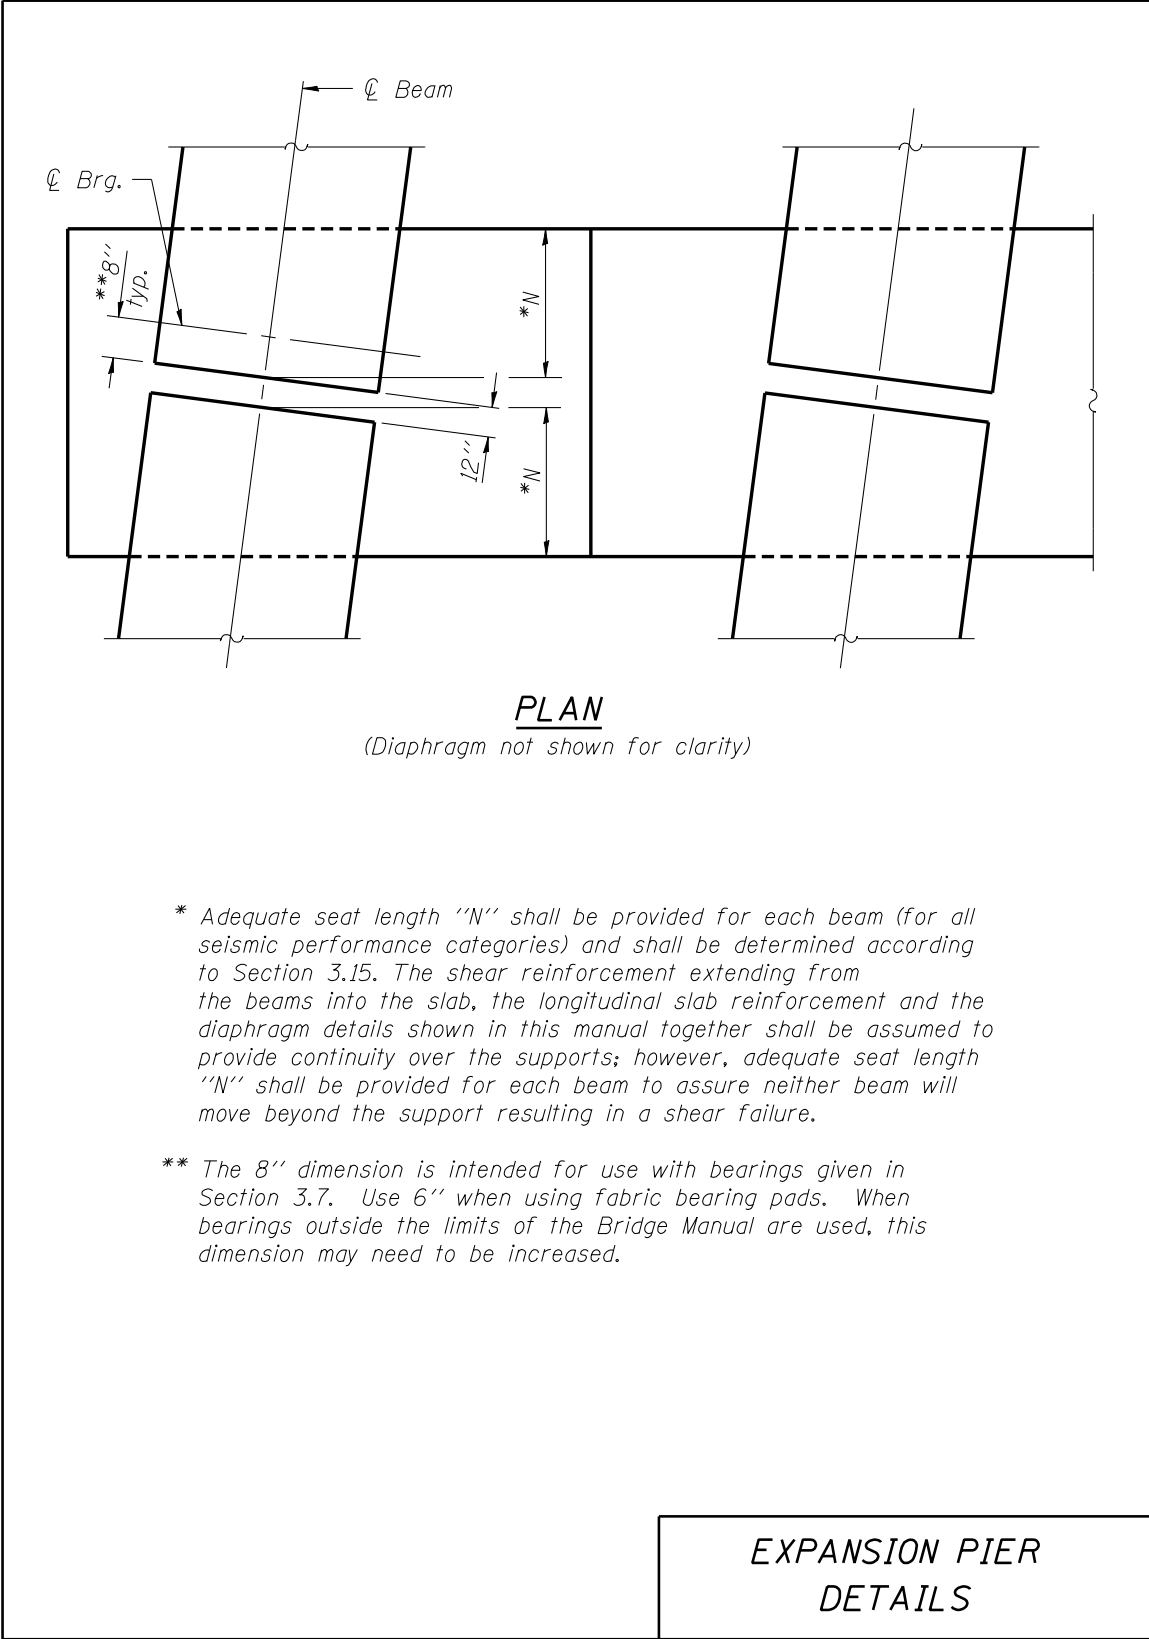 ℄ Beam
℄ Brg.
**8''
typ.
*N
12''
*N
PLAN
(Diaphragm not shown for clarity)
* Adequate seat length ''N'' shall be provided for each beam (for all
seismic performance categories) and shall be determined according
to Section 3.15. The shear reinforcement extending from
the beams into the slab, the longitudinal slab reinforcement and the
diaphragm details shown in this manual together shall be assumed to
provide continuity over the supports; however, adequate seat length
''N'' shall be provided for each beam to assure neither beam will
move beyond the support resulting in a shear failure.
** The 8'' dimension is intended for use with bearings given in
Section 3.7. Use 6'' when using fabric bearing pads. When
bearings outside the limits of the Bridge Manual are used, this
dimension may need to be increased.
EXPANSION PIER
DETAILS